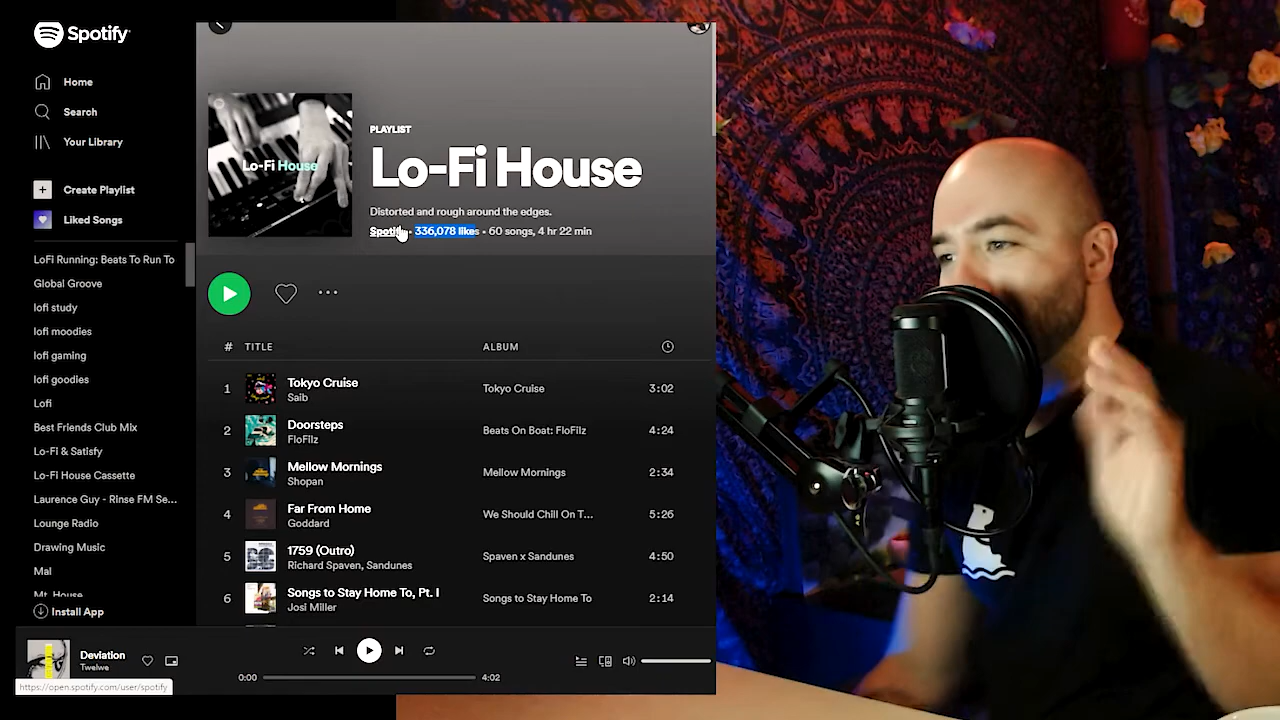 Spotify
Home
Search
Your Library
Create Playlist
Liked Songs
LoFI Running: Beats To Run To
Global Groove
lofi study
lofi moodies
lofi gaming
lofi goodies
Lofi
Best Friends Club Mix
Lo-Fi & Satisfy
Lo-Fi House Cassette
Laurence Guy - Rinse FM Se...
Lounge Radio
Drawing Music
Mal
Mt. House
Install App
Lo-Fi House
PLAYLIST
Lo-Fi House
Distorted and rough around the edges.
Spotify • 336,078 likes • 60 songs, 4 hr 22 min
# TITLE ALBUM
1 Tokyo Cruise Tokyo Cruise 3:02
Saib
2 Doorsteps Beats On Boat: FloFilz 4:24
FloFilz
3 Mellow Mornings Mellow Mornings 2:34
Shopan
4 Far From Home We Should Chill On T... 5:26
Goddard
5 1759 (Outro) Spaven x Sandunes 4:50
Richard Spaven, Sandunes
6 Songs to Stay Home To, Pt. I Songs to Stay Home To 2:14
Josi Miller
Deviation
Twelwe
0:00 4:02
https://open.spotify.com/user/spotify